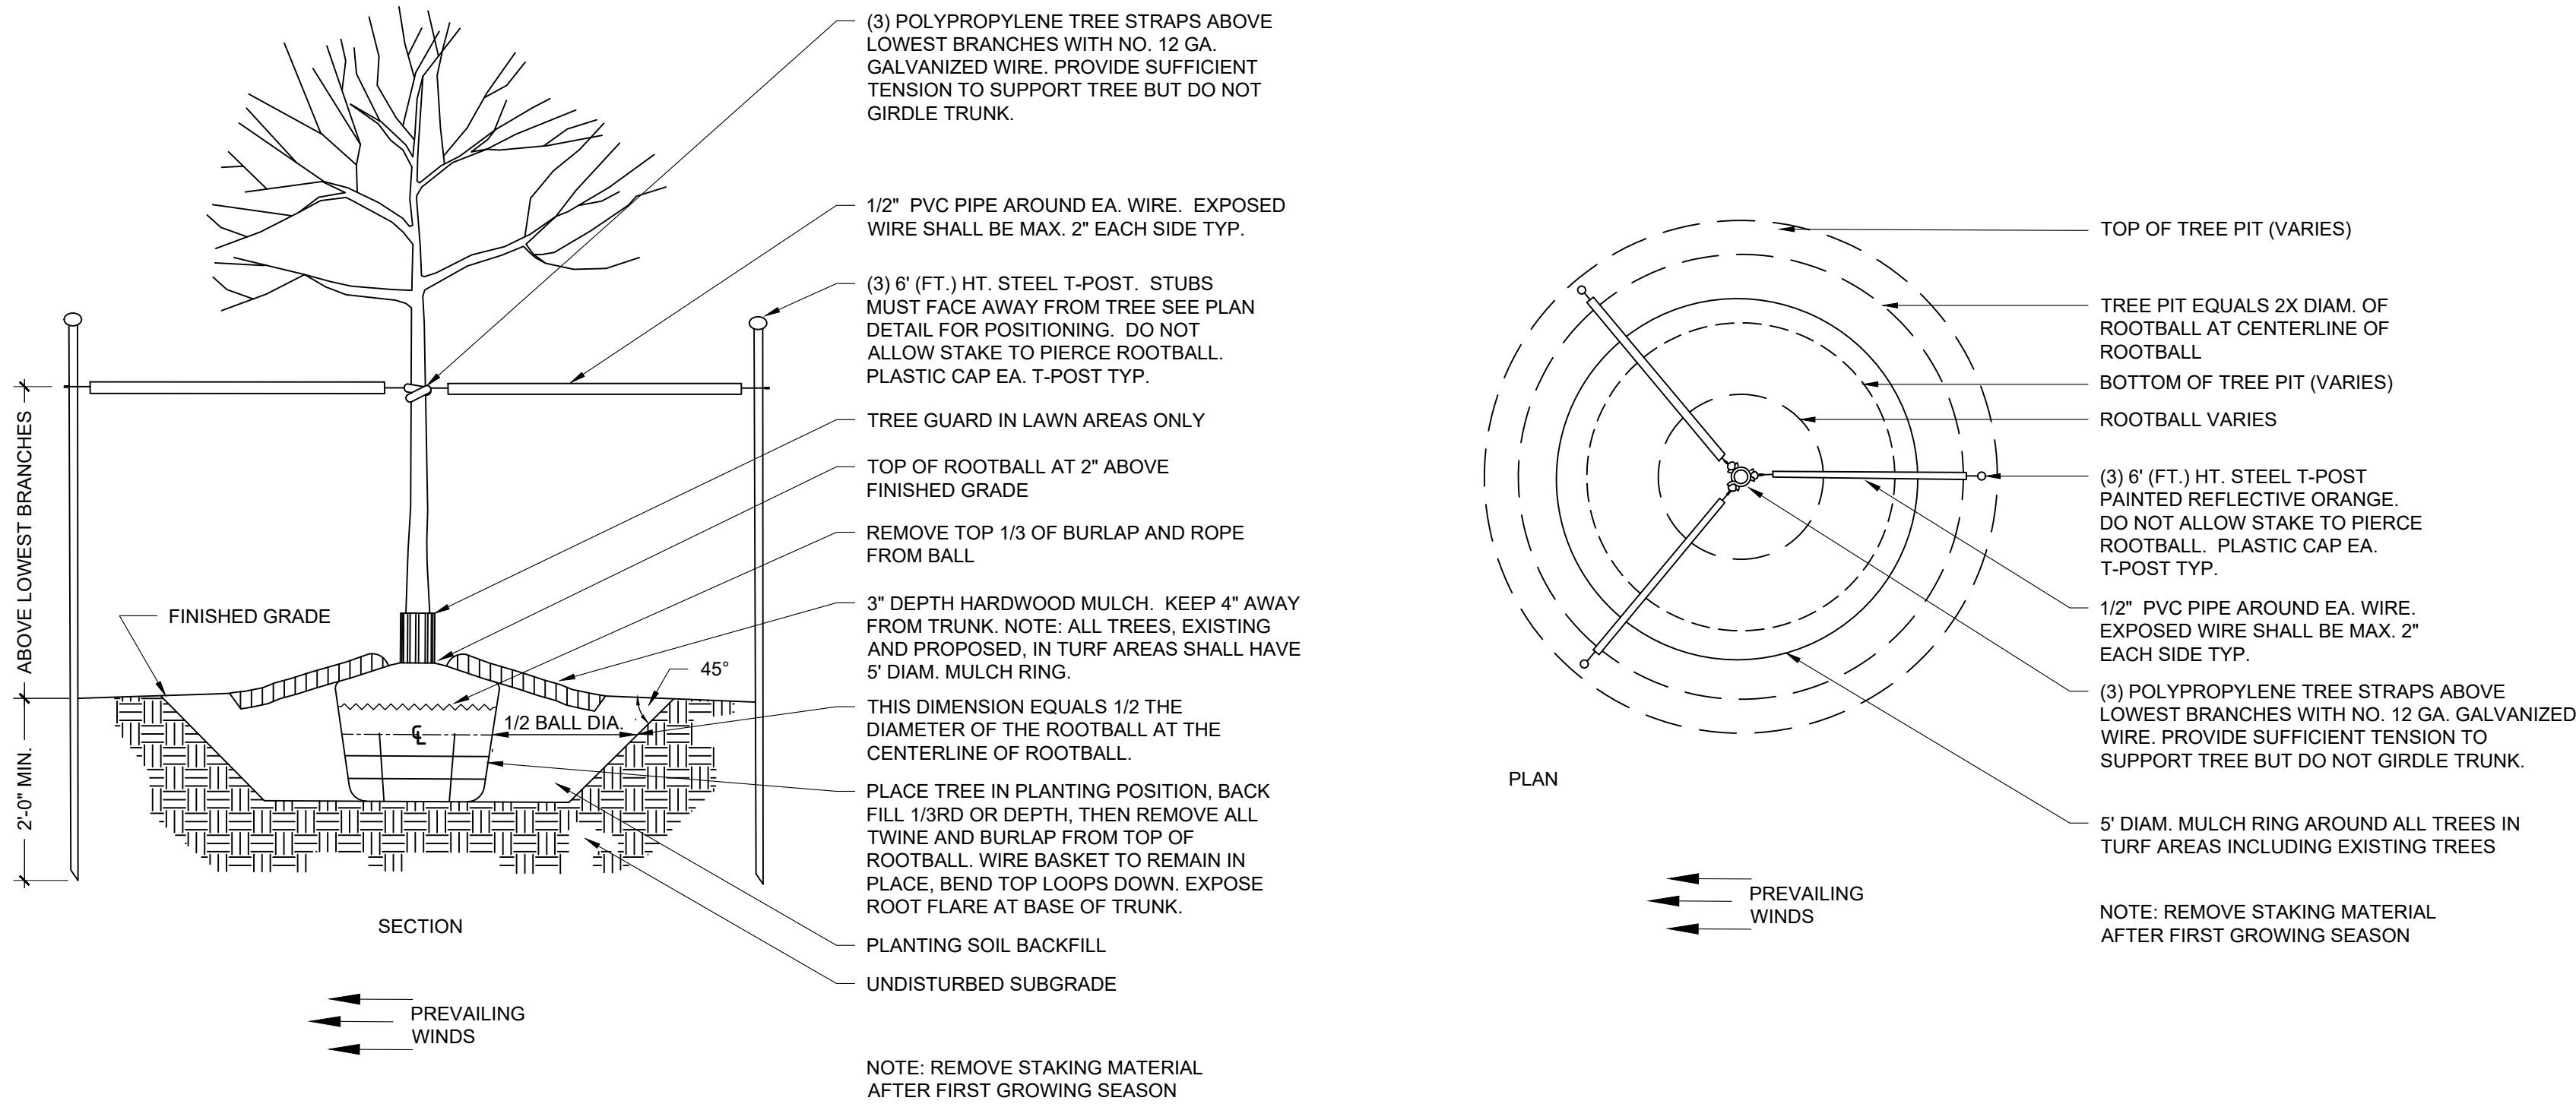 (3) POLYPROPYLENE TREE STRAPS ABOVE
LOWEST BRANCHES WITH NO. 12 GA.
GALVANIZED WIRE. PROVIDE SUFFICIENT
TENSION TO SUPPORT TREE BUT DO NOT
GIRDLE TRUNK.
1/2" PVC PIPE AROUND EA. WIRE. EXPOSED
WIRE SHALL BE MAX. 2" EACH SIDE TYP.
(3) 6' (FT.) HT. STEEL T-POST. STUBS
MUST FACE AWAY FROM TREE SEE PLAN
DETAIL FOR POSITIONING. DO NOT
ALLOW STAKE TO PIERCE ROOTBALL.
PLASTIC CAP EA. T-POST TYP.
TREE GUARD IN LAWN AREAS ONLY
TOP OF ROOTBALL AT 2" ABOVE
FINISHED GRADE
REMOVE TOP 1/3 OF BURLAP AND ROPE
FROM BALL
3" DEPTH HARDWOOD MULCH. KEEP 4" AWAY
FROM TRUNK. NOTE: ALL TREES, EXISTING
AND PROPOSED, IN TURF AREAS SHALL HAVE
5' DIAM. MULCH RING.
THIS DIMENSION EQUALS 1/2 THE
DIAMETER OF THE ROOTBALL AT THE
CENTERLINE OF ROOTBALL.
PLACE TREE IN PLANTING POSITION, BACK
FILL 1/3RD OR DEPTH, THEN REMOVE ALL
TWINE AND BURLAP FROM TOP OF
ROOTBALL. WIRE BASKET TO REMAIN IN
PLACE, BEND TOP LOOPS DOWN. EXPOSE
ROOT FLARE AT BASE OF TRUNK.
PLANTING SOIL BACKFILL
UNDISTURBED SUBGRADE
NOTE: REMOVE STAKING MATERIAL
AFTER FIRST GROWING SEASON
ABOVE LOWEST BRANCHES
2'-0" MIN.
FINISHED GRADE
45°
1/2 BALL DIA.
℄
SECTION
PREVAILING
WINDS
TOP OF TREE PIT (VARIES)
TREE PIT EQUALS 2X DIAM. OF
ROOTBALL AT CENTERLINE OF
ROOTBALL
BOTTOM OF TREE PIT (VARIES)
ROOTBALL VARIES
(3) 6' (FT.) HT. STEEL T-POST
PAINTED REFLECTIVE ORANGE.
DO NOT ALLOW STAKE TO PIERCE
ROOTBALL. PLASTIC CAP EA.
T-POST TYP.
1/2" PVC PIPE AROUND EA. WIRE.
EXPOSED WIRE SHALL BE MAX. 2"
EACH SIDE TYP.
(3) POLYPROPYLENE TREE STRAPS ABOVE
LOWEST BRANCHES WITH NO. 12 GA. GALVANIZED
WIRE. PROVIDE SUFFICIENT TENSION TO
SUPPORT TREE BUT DO NOT GIRDLE TRUNK.
5' DIAM. MULCH RING AROUND ALL TREES IN
TURF AREAS INCLUDING EXISTING TREES
PLAN
PREVAILING
WINDS
NOTE: REMOVE STAKING MATERIAL
AFTER FIRST GROWING SEASON